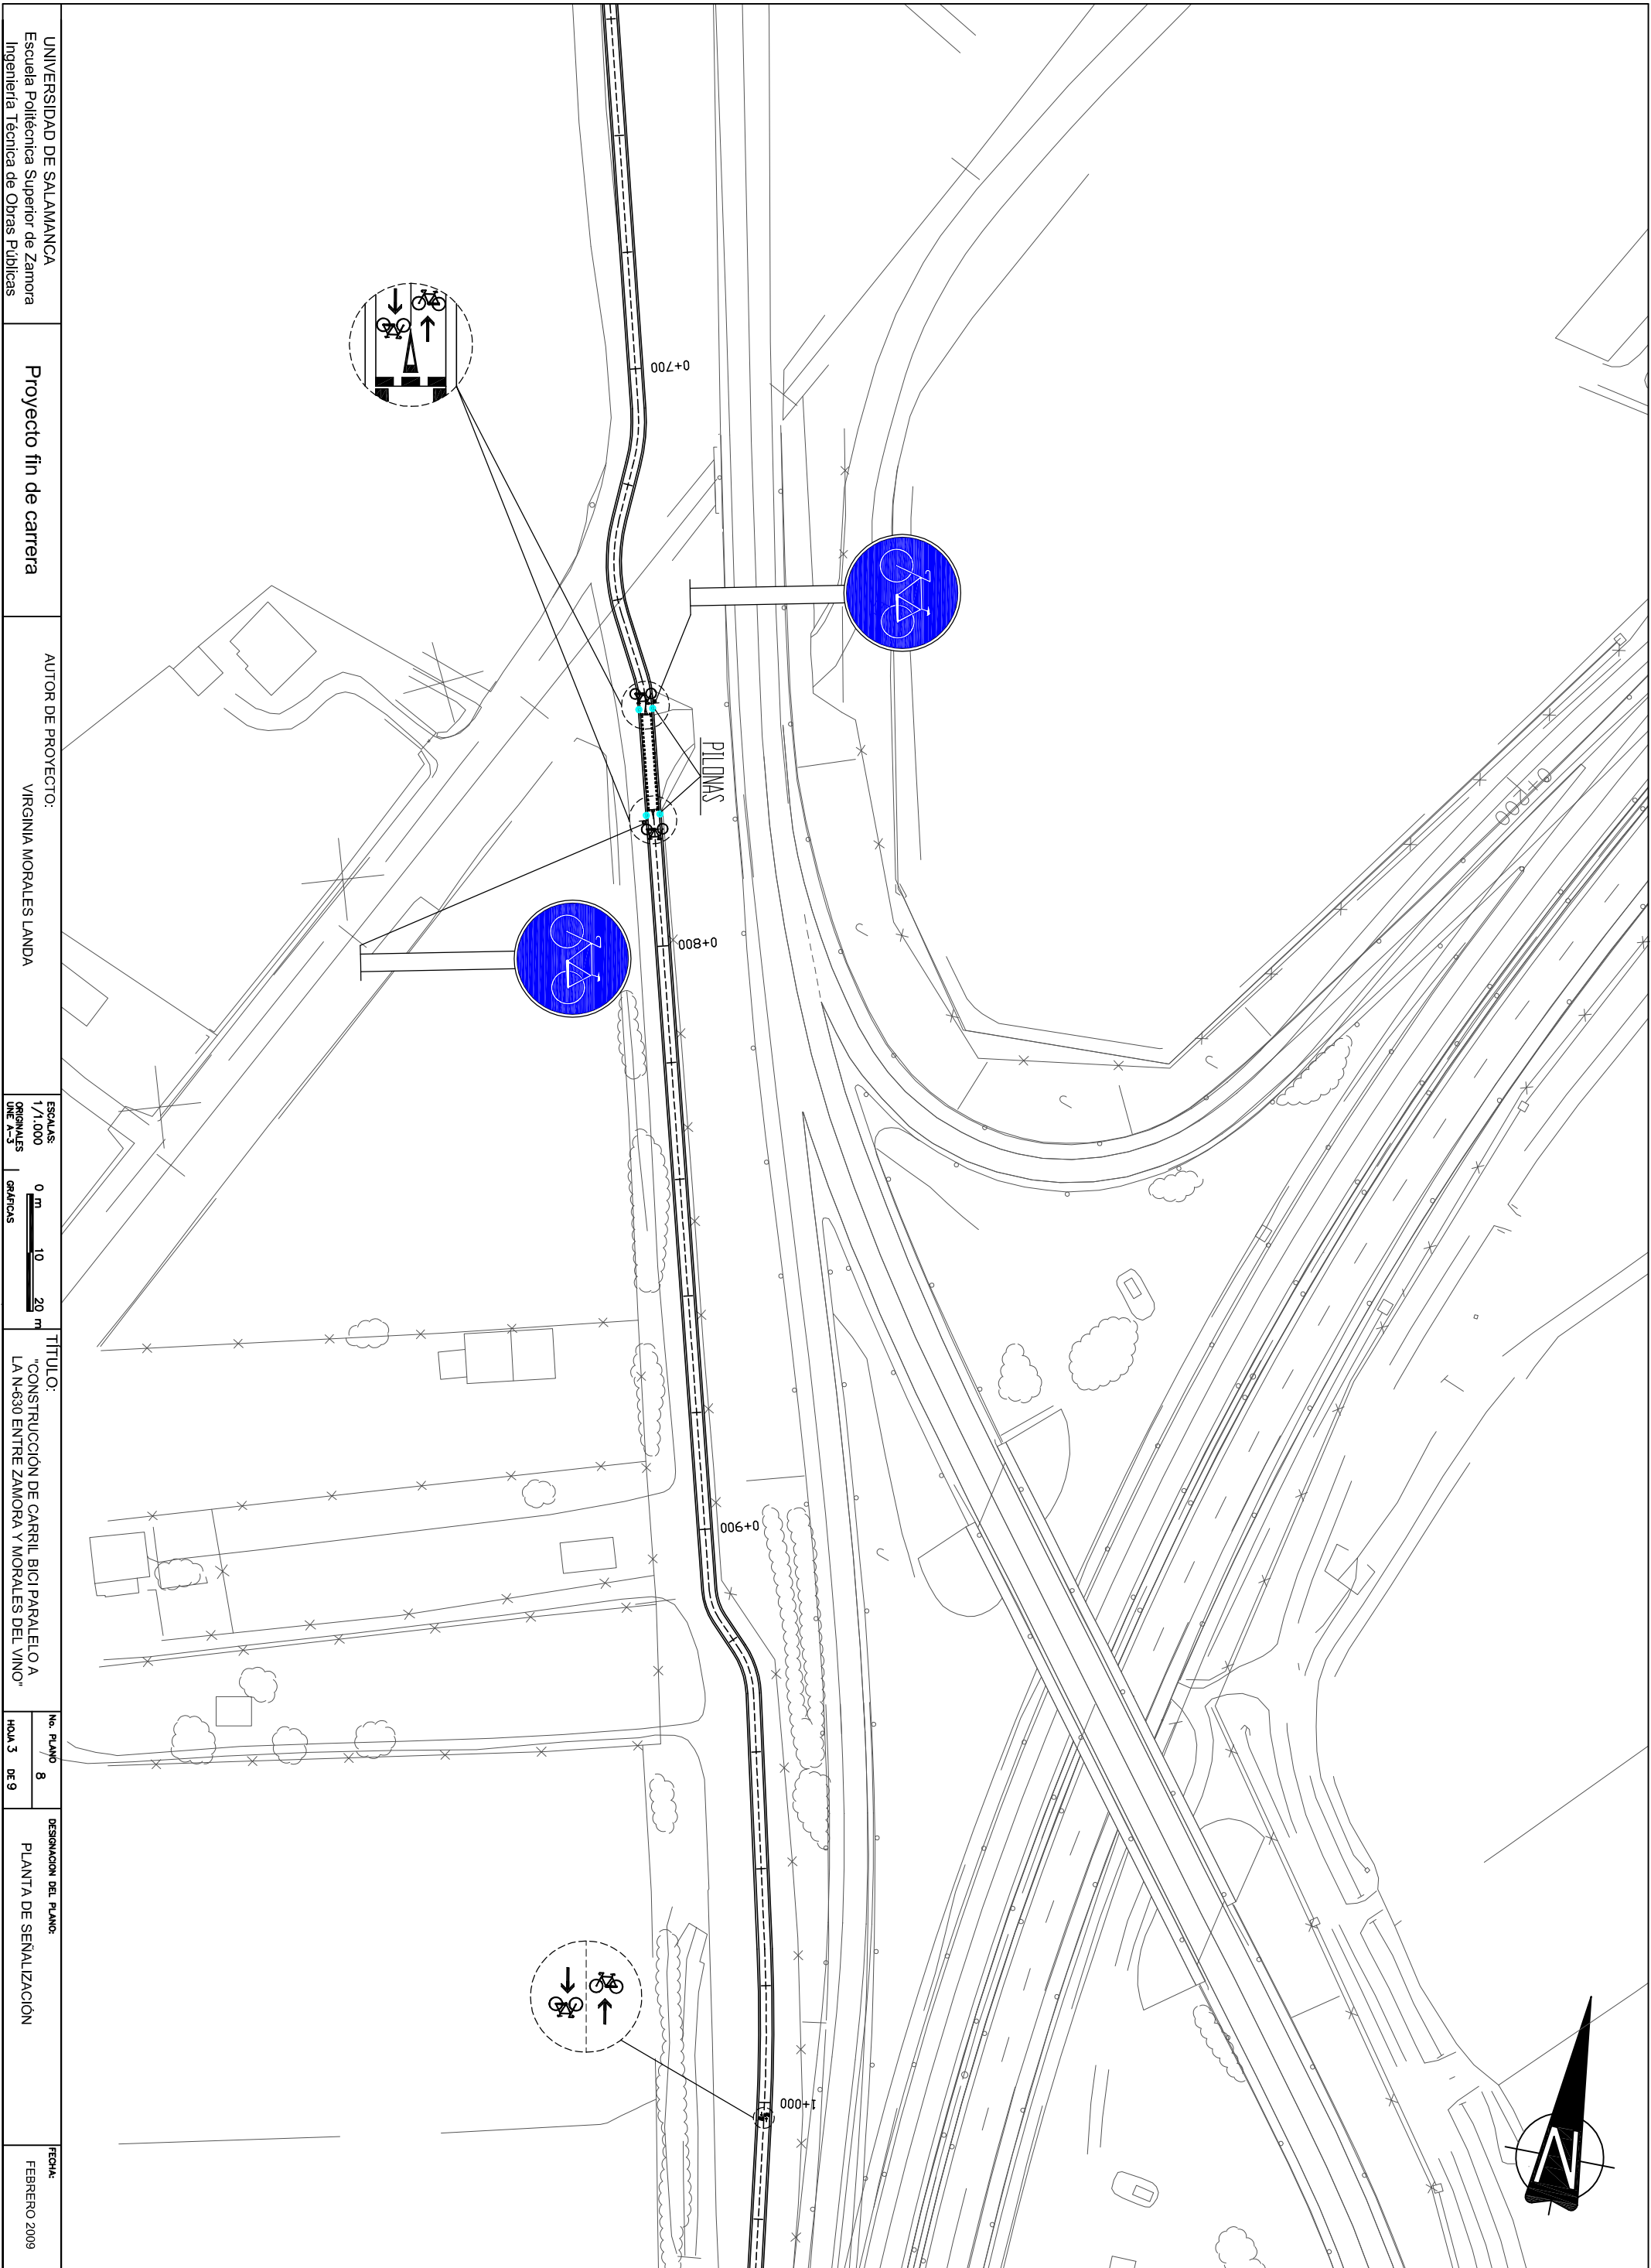 UNIVERSIDAD DE SALAMANCA
Escuela Politécnica Superior de Zamora
Ingeniería Técnica de Obras Públicas
Proyecto fin de carrera
AUTOR DE PROYECTO:
VIRGINIA MORALES LANDA
ESCALAS:
1/1.000
ORIGINALES
UNE A-3
0 m 10 20 m
GRÁFICAS
TÍTULO:
"CONSTRUCCIÓN DE CARRIL BICI PARALELO A
LA N-630 ENTRE ZAMORA Y MORALES DEL VINO"
No. PLANO
8
HOJA 3 DE 9
DESIGNACION DEL PLANO:
PLANTA DE SEÑALIZACIÓN
FECHA:
FEBRERO 2009
0+700
PILONAS
0+800
0+900
1+000
0+200
N